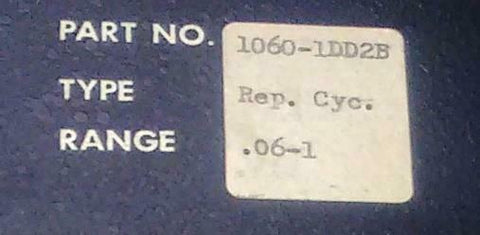 PART NO. 1060-1DD2B
TYPE Rep. Cyc.
RANGE .06-1